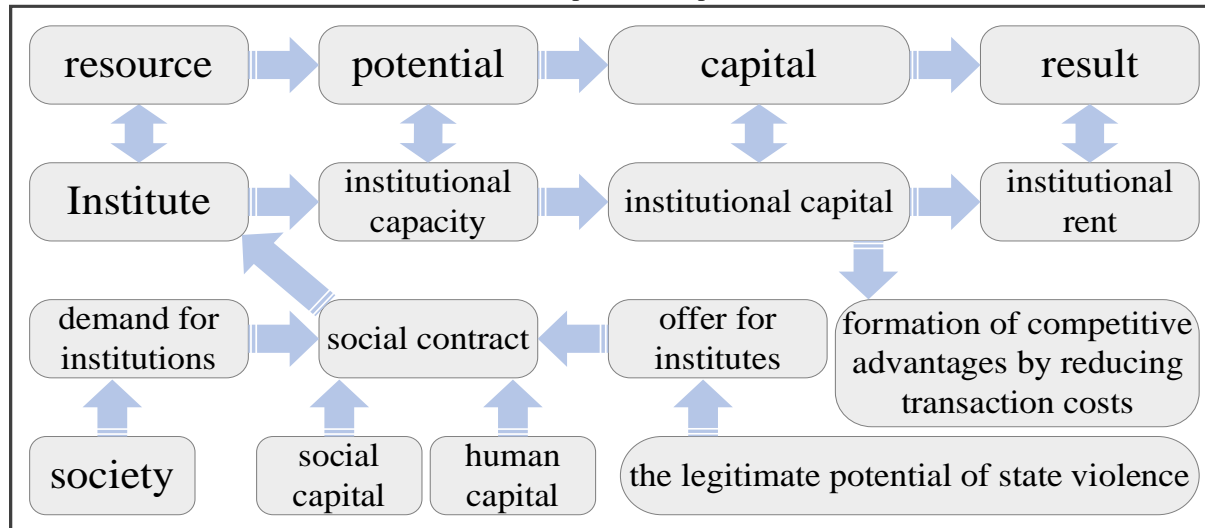 resource
potential
capital
result
Institute
institutional
capacity
institutional capital
institutional
rent
demand for
institutions
social contract
offer for
institutes
formation of competitive
advantages by reducing
transaction costs
society
social
capital
human
capital
the legitimate potential of state violence